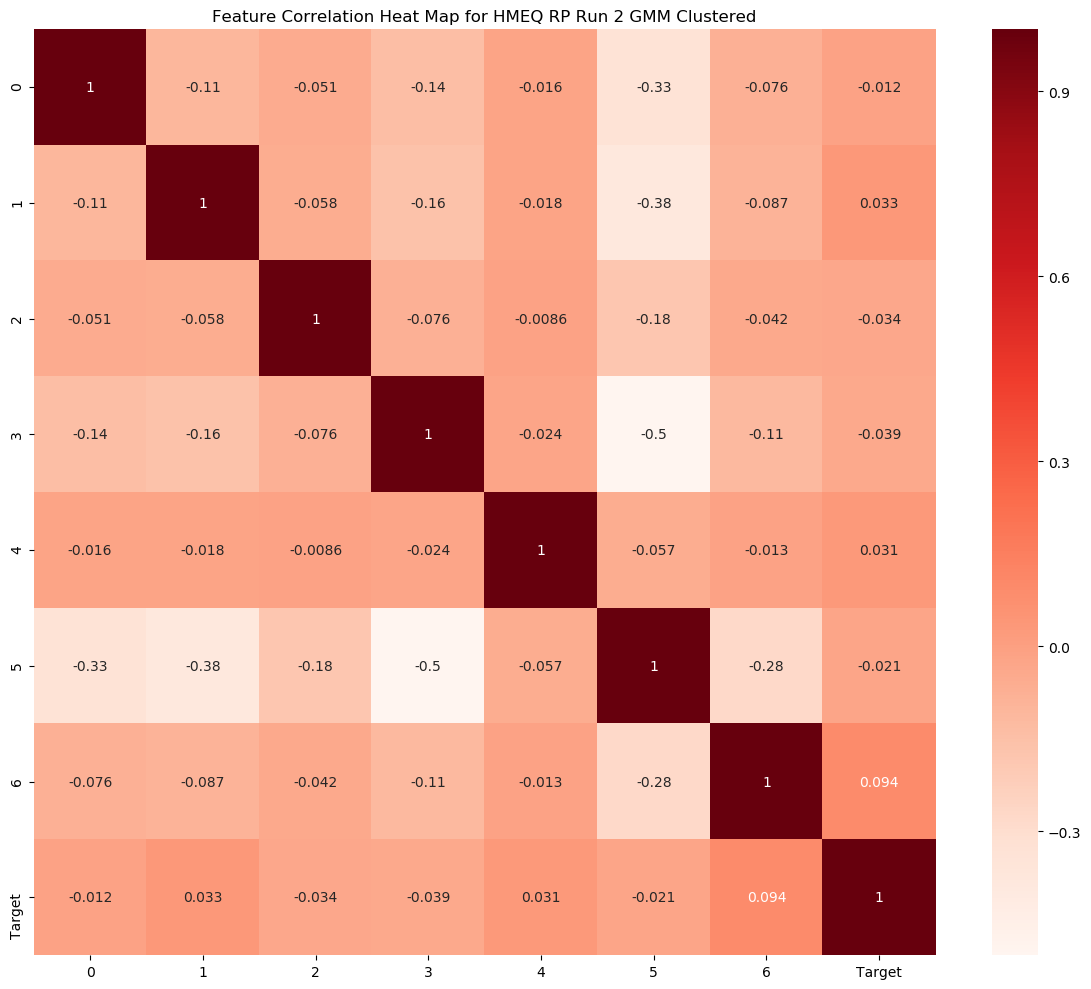 Feature Correlation Heat Map for HMEQ RP Run 2 GMM Clustered
0 1 -0.11 -0.051 -0.14 -0.016 -0.33 -0.076 -0.012
1 -0.11 1 -0.058 -0.16 -0.018 -0.38 -0.087 0.033
2 -0.051 -0.058 1 -0.076 -0.0086 -0.18 -0.042 -0.034
3 -0.14 -0.16 -0.076 1 -0.024 -0.5 -0.11 -0.039
4 -0.016 -0.018 -0.0086 -0.024 1 -0.057 -0.013 0.031
5 -0.33 -0.38 -0.18 -0.5 -0.057 1 -0.28 -0.021
6 -0.076 -0.087 -0.042 -0.11 -0.013 -0.28 1 0.094
Target -0.012 0.033 -0.034 -0.039 0.031 -0.021 0.094 1
0 1 2 3 4 5 6 Target
0.9
0.6
0.3
0.0
−0.3